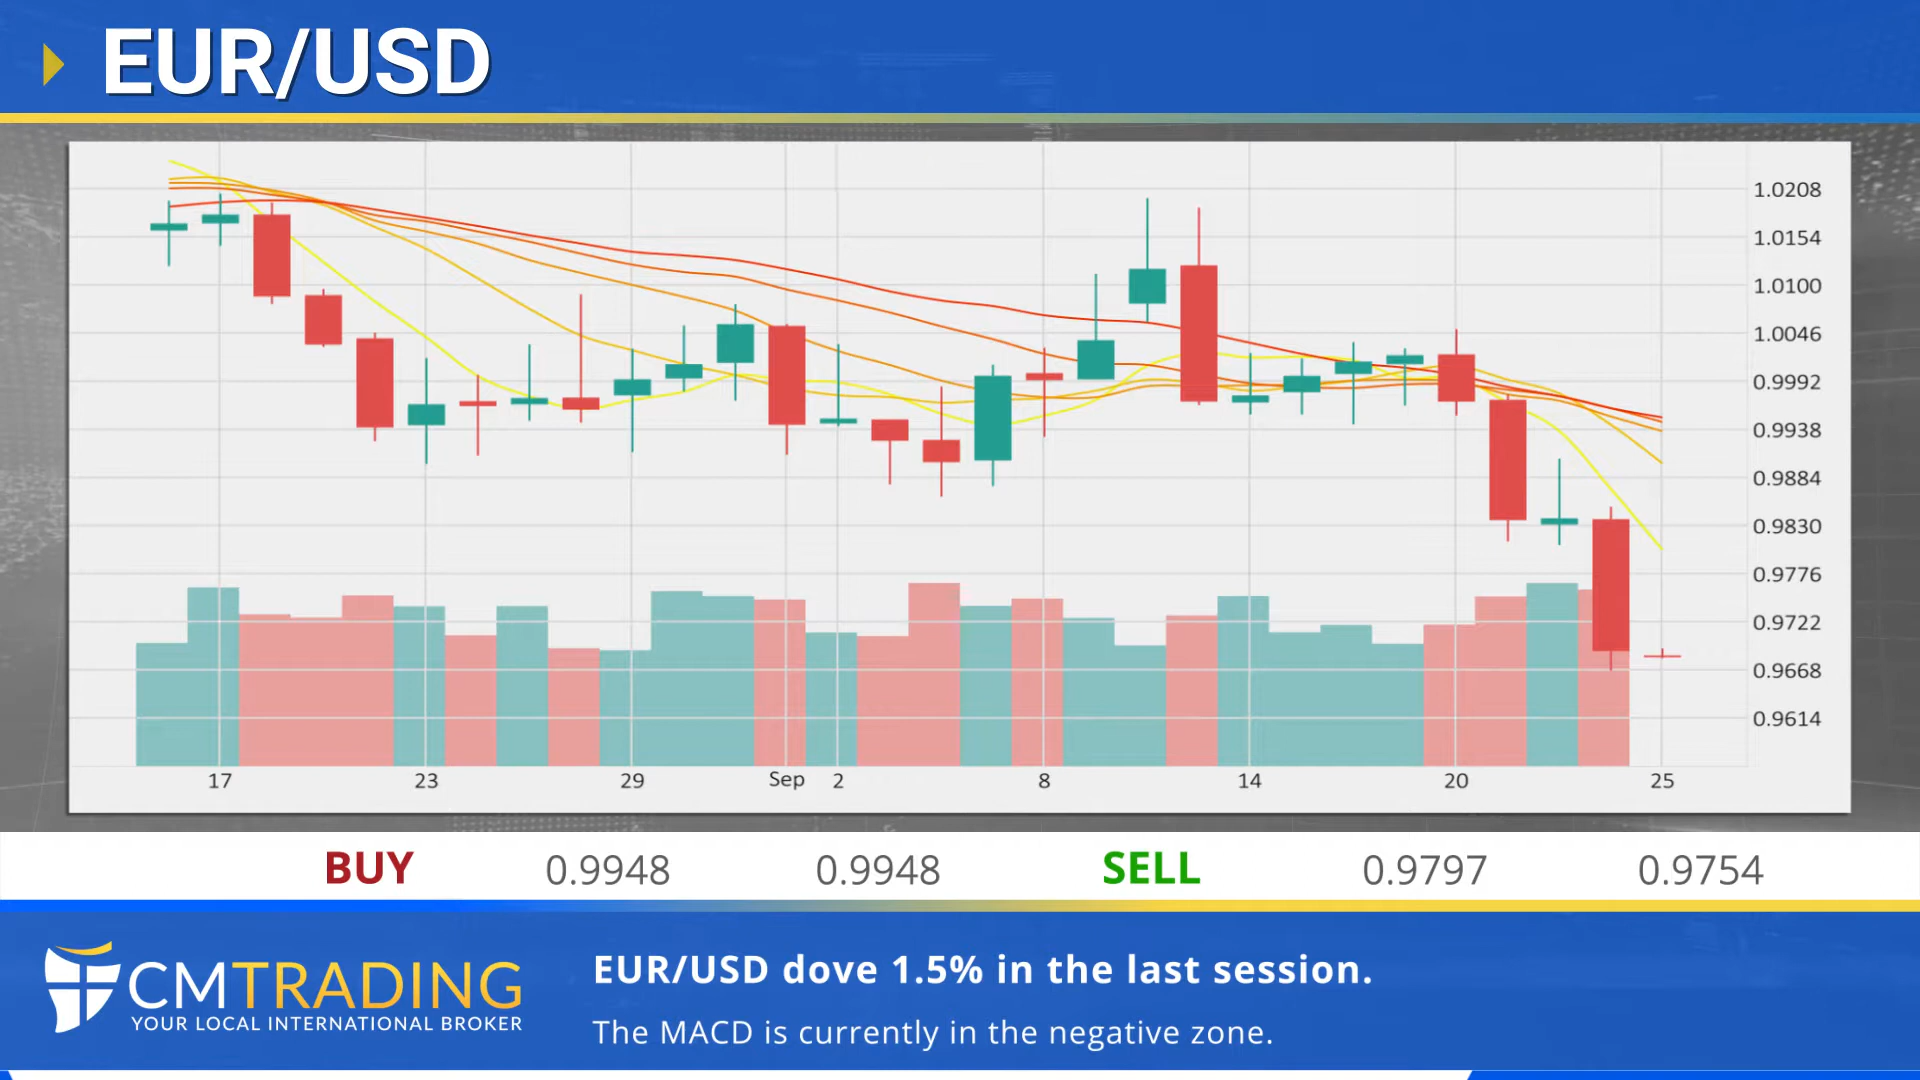 EUR/USD
1.0208
1.0154
1.0100
1.0046
0.9992
0.9938
0.9884
0.9830
0.9776
0.9722
0.9668
0.9614
17 23 29 Sep 2 8 14 20 25
BUY 0.9948 0.9948 SELL 0.9797 0.9754
CMTRADING
YOUR LOCAL INTERNATIONAL BROKER
EUR/USD dove 1.5% in the last session.
The MACD is currently in the negative zone.